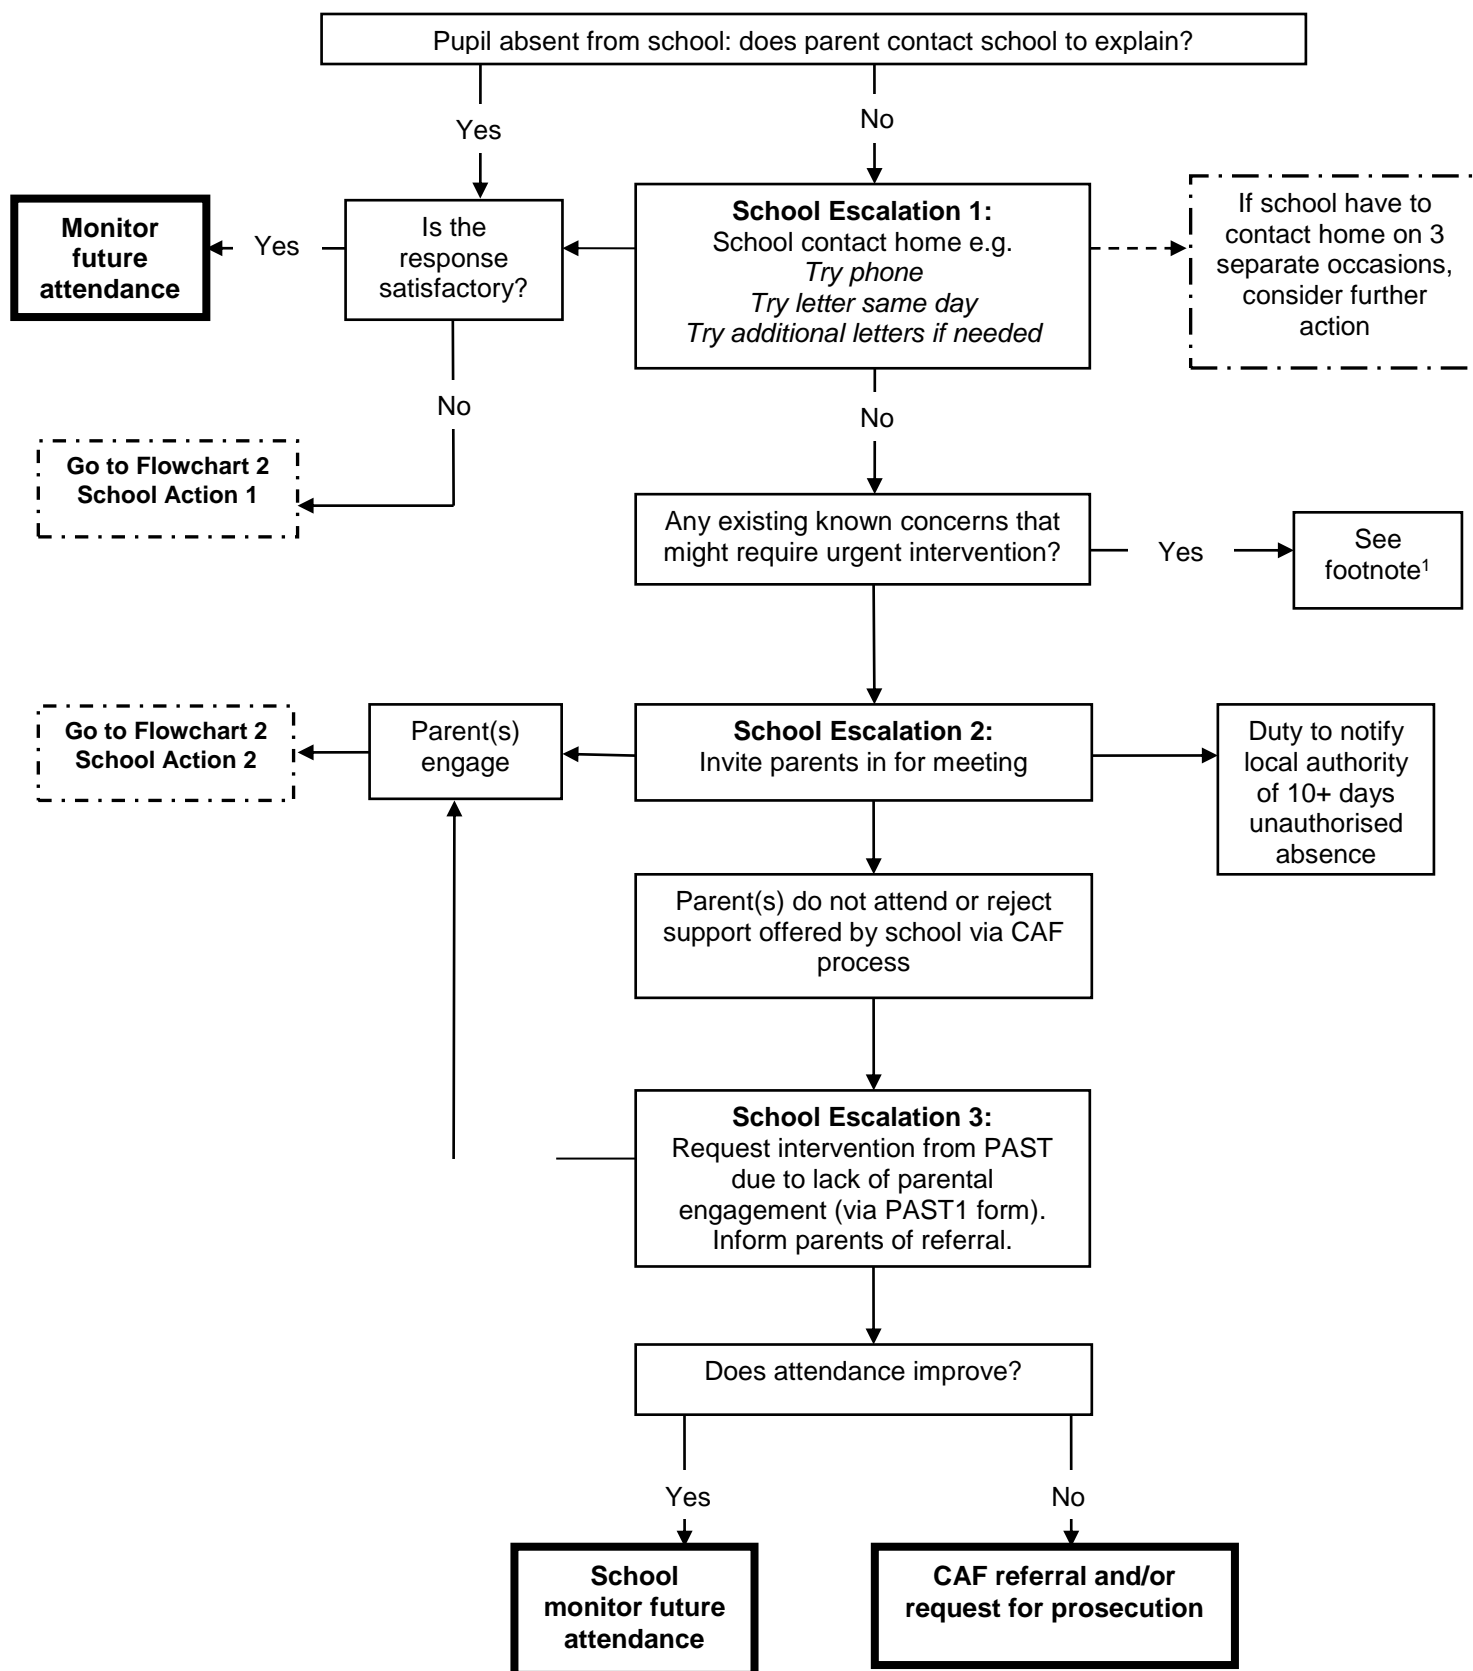 Pupil absent from school: does parent contact school to explain?
Yes
No
Monitor
future
attendance
Yes
Is the
response
satisfactory?
School Escalation 1:
School contact home e.g.
Try phone
Try letter same day
Try additional letters if needed
If school have to
contact home on 3
separate occasions,
consider further
action
No
No
Go to Flowchart 2
School Action 1
Any existing known concerns that
might require urgent intervention?
Yes
See
footnote¹
Go to Flowchart 2
School Action 2
Parent(s)
engage
School Escalation 2:
Invite parents in for meeting
Duty to notify
local authority
of 10+ days
unauthorised
absence
Parent(s) do not attend or reject
support offered by school via CAF
process
School Escalation 3:
Request intervention from PAST
due to lack of parental
engagement (via PAST1 form).
Inform parents of referral.
Does attendance improve?
Yes
No
School
monitor future
attendance
CAF referral and/or
request for prosecution